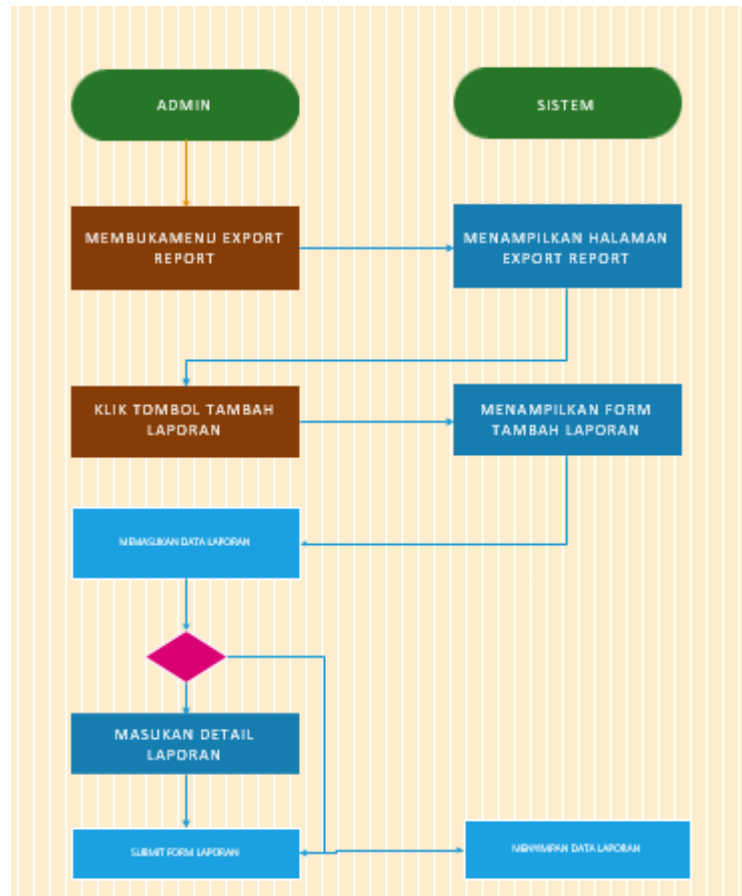 ADMIN
SISTEM
MEMBUKAMENU EXPORT
REPORT
MENAMPILKAN HALAMAN
EXPORT REPORT
KLIK TOMBOL TAMBAH
LAPORAN
MENAMPILKAN FORM
TAMBAH LAPORAN
MEMASUKAN DATA LAPORAN
MASUKAN DETAIL
LAPORAN
SUBMIT FORM LAPORAN
MENYIMPAN DATA LAPORAN